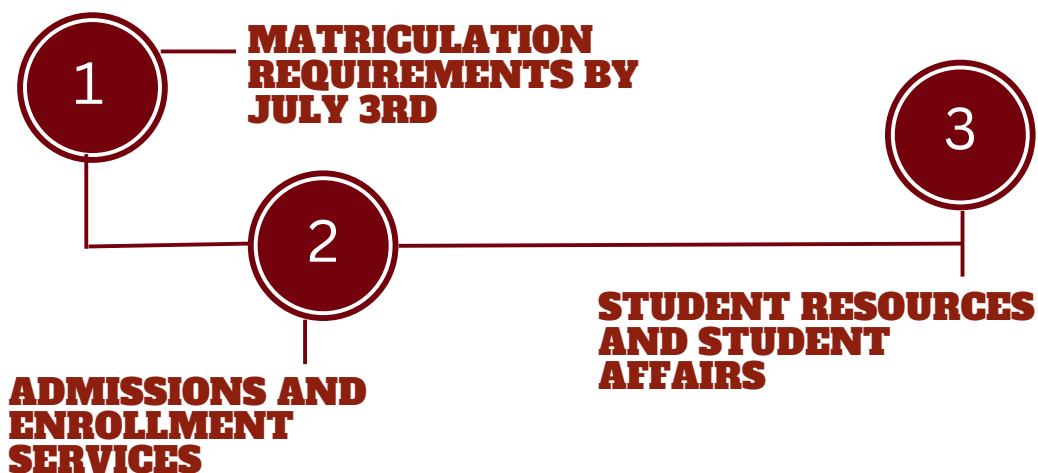 1
MATRICULATION
REQUIREMENTS BY
JULY 3RD
2
ADMISSIONS AND
ENROLLMENT
SERVICES
3
STUDENT RESOURCES
AND STUDENT
AFFAIRS